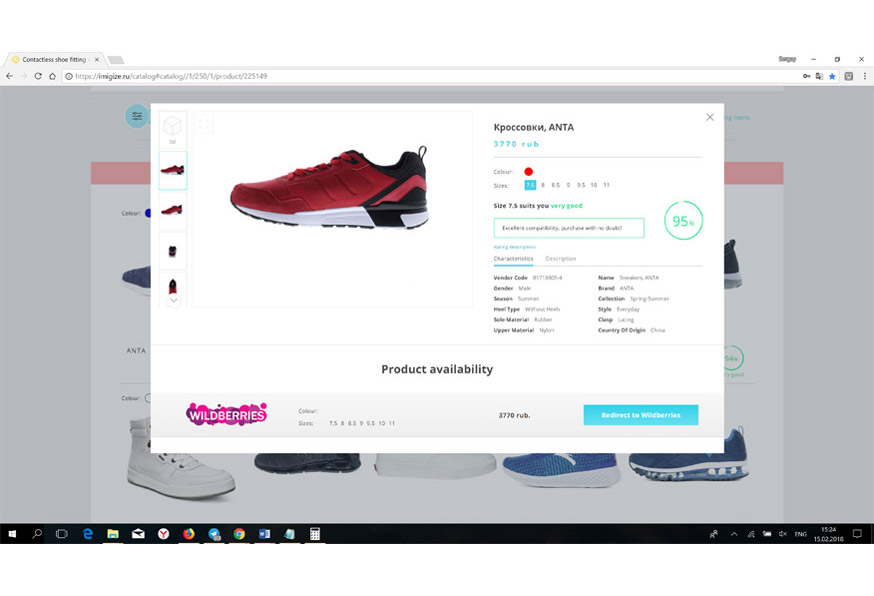 Contactless shoe fitting
Sergey
https://imigize.ru/catalog#catalog//1/250/1/product/225149
3d
Кроссовки, ANTA
3770 rub
Colour:
Sizes: 7.5 8 8.5 9 9.5 10 11
Size 7.5 suits you very good
Excellent compatibility, purchase with no doubt!
95%
Rating description
Characteristics Description
Vendor Code 81718805-4 Name Sneakers, ANTA
Gender Male Brand ANTA
Season Summer Collection Spring-Summer
Heel Type Without Heels Style Everyday
Sole Material Rubber Clasp Lacing
Upper Material Nylon Country Of Origin China
Colour:
ANTA
94%
very good
Colour:
Product availability
WILDBERRIES
Colour:
Sizes: 7.5 8 8.5 9 9.5 10 11
3770 rub.
Redirect to Wildberries
ENG
15:24
15.02.2018